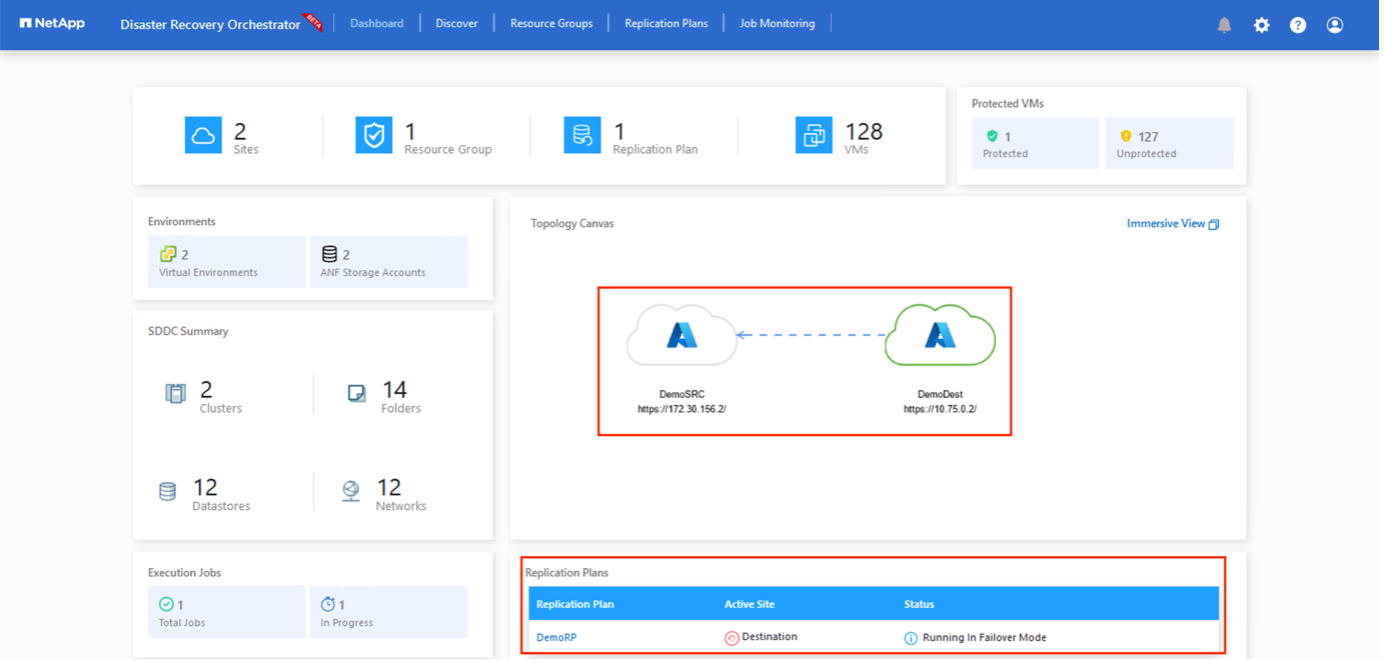 NetApp Disaster Recovery Orchestrator BETA Dashboard Discover Resource Groups Replication Plans Job Monitoring
2 Sites
1 Resource Group
1 Replication Plan
128 VMs
Protected VMs
1 Protected
127 Unprotected
Environments
2 Virtual Environments
2 ANF Storage Accounts
Topology Canvas
Immersive View
DemoSRC
https://172.30.156.2/
DemoDest
https://10.75.0.2/
SDDC Summary
2 Clusters
14 Folders
12 Datastores
12 Networks
Execution Jobs
1 Total Jobs
1 In Progress
Replication Plans
Replication Plan Active Site Status
DemoRP Destination Running In Failover Mode